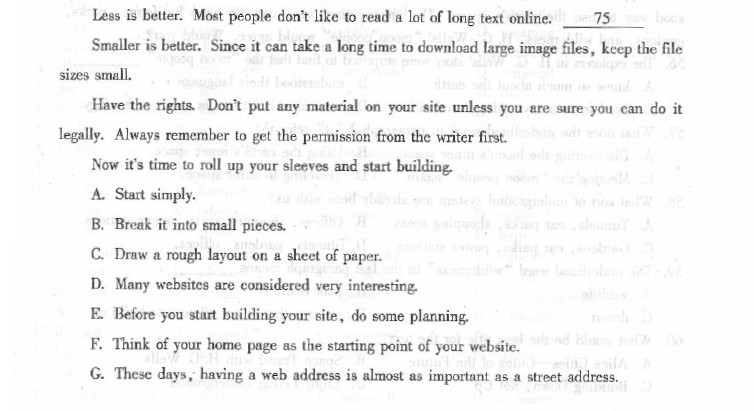 Less is better. Most people don't like to read a lot of long text online. 75
Smaller is better. Since it can take a long time to download large image files, keep the file
sizes small.
Have the rights. Don't put any material on your site unless you are sure you can do it
legally. Always remember to get the permission from the writer first.
Now it's time to roll up your sleeves and start building.
A. Start simply.
B. Break it into small pieces.
C. Draw a rough layout on a sheet of paper.
D. Many websites are considered very interesting.
E. Before you start building your site, do some planning.
F. Think of your home page as the starting point of your website.
G. These days, having a web address is almost as important as a street address.